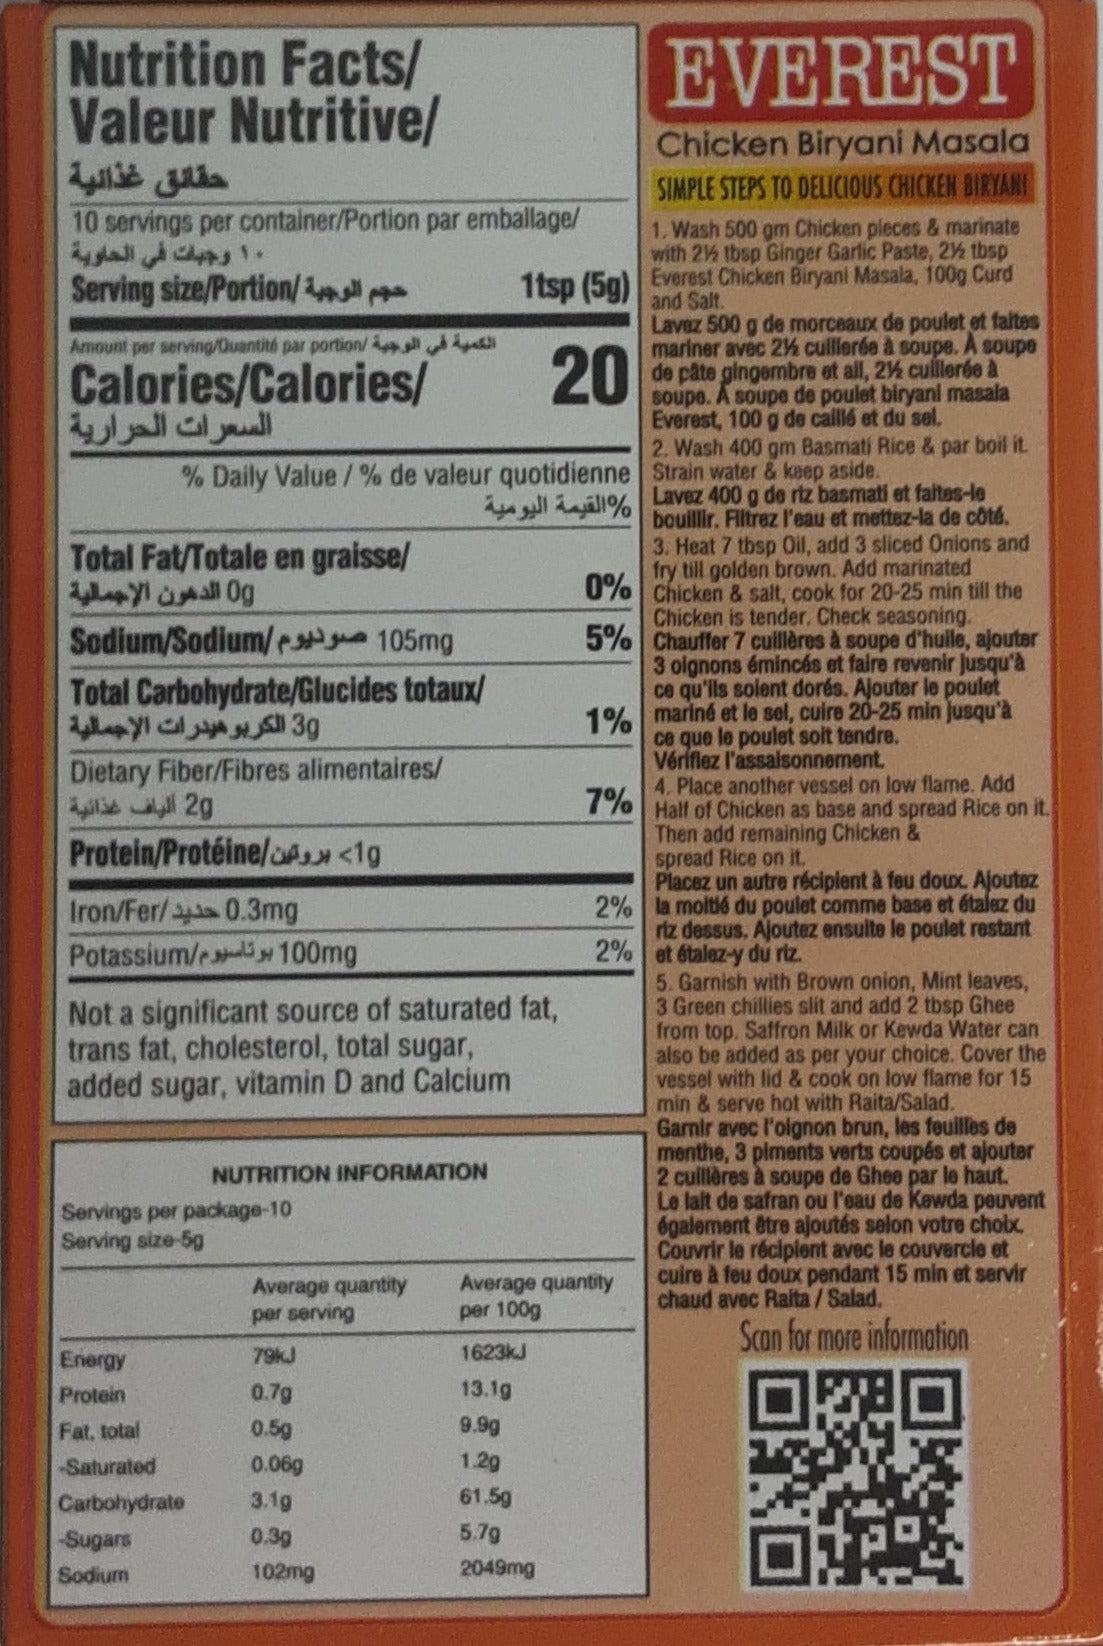 Nutrition Facts/
Valeur Nutritive/
حقائق غذائية
10 servings per container/Portion par emballage/
١٠ وجبات في الحاوية
Serving size/Portion/ حجم الوجبة 1tsp (5g)
Amount per serving/Quantité par portion/ الكمية في الوجبة
Calories/Calories/ 20
السعرات الحرارية
% Daily Value / % de valeur quotidienne
%القيمة اليومية
Total Fat/Totale en graisse/
الدهون الإجمالية 0g 0%
Sodium/Sodium/ صوديوم 105mg 5%
Total Carbohydrate/Glucides totaux/
الكربوهيدرات الإجمالية 3g 1%
Dietary Fiber/Fibres alimentaires/
ألياف غذائية 2g 7%
Protein/Protéine/ بروتين <1g
Iron/Fer/ حديد 0.3mg 2%
Potassium/ بوتاسيوم 100mg 2%
Not a significant source of saturated fat,
trans fat, cholesterol, total sugar,
added sugar, vitamin D and Calcium
NUTRITION INFORMATION
Servings per package-10
Serving size-5g
Average quantity Average quantity
per serving per 100g
Energy 79kJ 1623kJ
Protein 0.7g 13.1g
Fat, total 0.5g 9.9g
-Saturated 0.06g 1.2g
Carbohydrate 3.1g 61.5g
-Sugars 0.3g 5.7g
Sodium 102mg 2049mg
EVEREST
Chicken Biryani Masala
SIMPLE STEPS TO DELICIOUS CHICKEN BIRYANI
1. Wash 500 gm Chicken pieces & marinate
with 2½ tbsp Ginger Garlic Paste, 2½ tbsp
Everest Chicken Biryani Masala, 100g Curd
and Salt.
Lavez 500 g de morceaux de poulet et faites
mariner avec 2½ cuillerée à soupe. À soupe
de pâte gingembre et ail, 2½ cuillerée à
soupe. À soupe de poulet biryani masala
Everest, 100 g de caillé et du sel.
2. Wash 400 gm Basmati Rice & par boil it.
Strain water & keep aside.
Lavez 400 g de riz basmati et faites-le
bouillir. Filtrez l'eau et mettez-la de côté.
3. Heat 7 tbsp Oil, add 3 sliced Onions and
fry till golden brown. Add marinated
Chicken & salt, cook for 20-25 min till the
Chicken is tender. Check seasoning.
Chauffer 7 cuillères à soupe d'huile, ajouter
3 oignons émincés et faire revenir jusqu'à
ce qu'ils soient dorés. Ajouter le poulet
mariné et le sel, cuire 20-25 min jusqu'à
ce que le poulet soit tendre.
Vérifiez l'assaisonnement.
4. Place another vessel on low flame. Add
Half of Chicken as base and spread Rice on it.
Then add remaining Chicken &
spread Rice on it.
Placez un autre récipient à feu doux. Ajoutez
la moitié du poulet comme base et étalez du
riz dessus. Ajoutez ensuite le poulet restant
et étalez-y du riz.
5. Garnish with Brown onion, Mint leaves,
3 Green chillies slit and add 2 tbsp Ghee
from top. Saffron Milk or Kewda Water can
also be added as per your choice. Cover the
vessel with lid & cook on low flame for 15
min & serve hot with Raita/Salad.
Garnir avec l'oignon brun, les feuilles de
menthe, 3 piments verts coupés et ajouter
2 cuillères à soupe de Ghee par le haut.
Le lait de safran ou l'eau de Kewda peuvent
également être ajoutés selon votre choix.
Couvrir le récipient avec le couvercle et
cuire à feu doux pendant 15 min et servir
chaud avec Raita / Salad.
Scan for more information